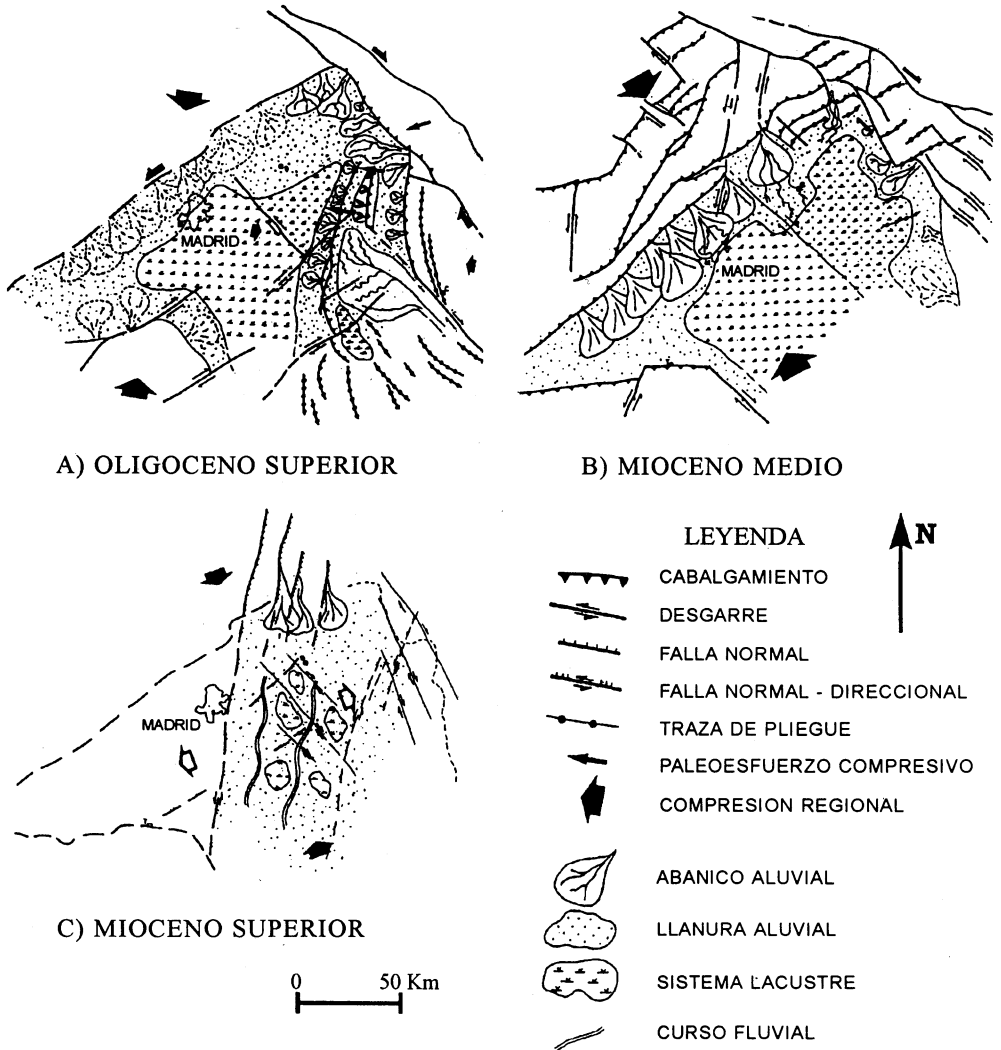 MADRID
MADRID
A) OLIGOCENO SUPERIOR
B) MIOCENO MEDIO
MADRID
C) MIOCENO SUPERIOR
0 50 Km
LEYENDA
N
CABALGAMIENTO
DESGARRE
FALLA NORMAL
FALLA NORMAL - DIRECCIONAL
TRAZA DE PLIEGUE
PALEOESFUERZO COMPRESIVO
COMPRESION REGIONAL
ABANICO ALUVIAL
LLANURA ALUVIAL
SISTEMA LACUSTRE
CURSO FLUVIAL